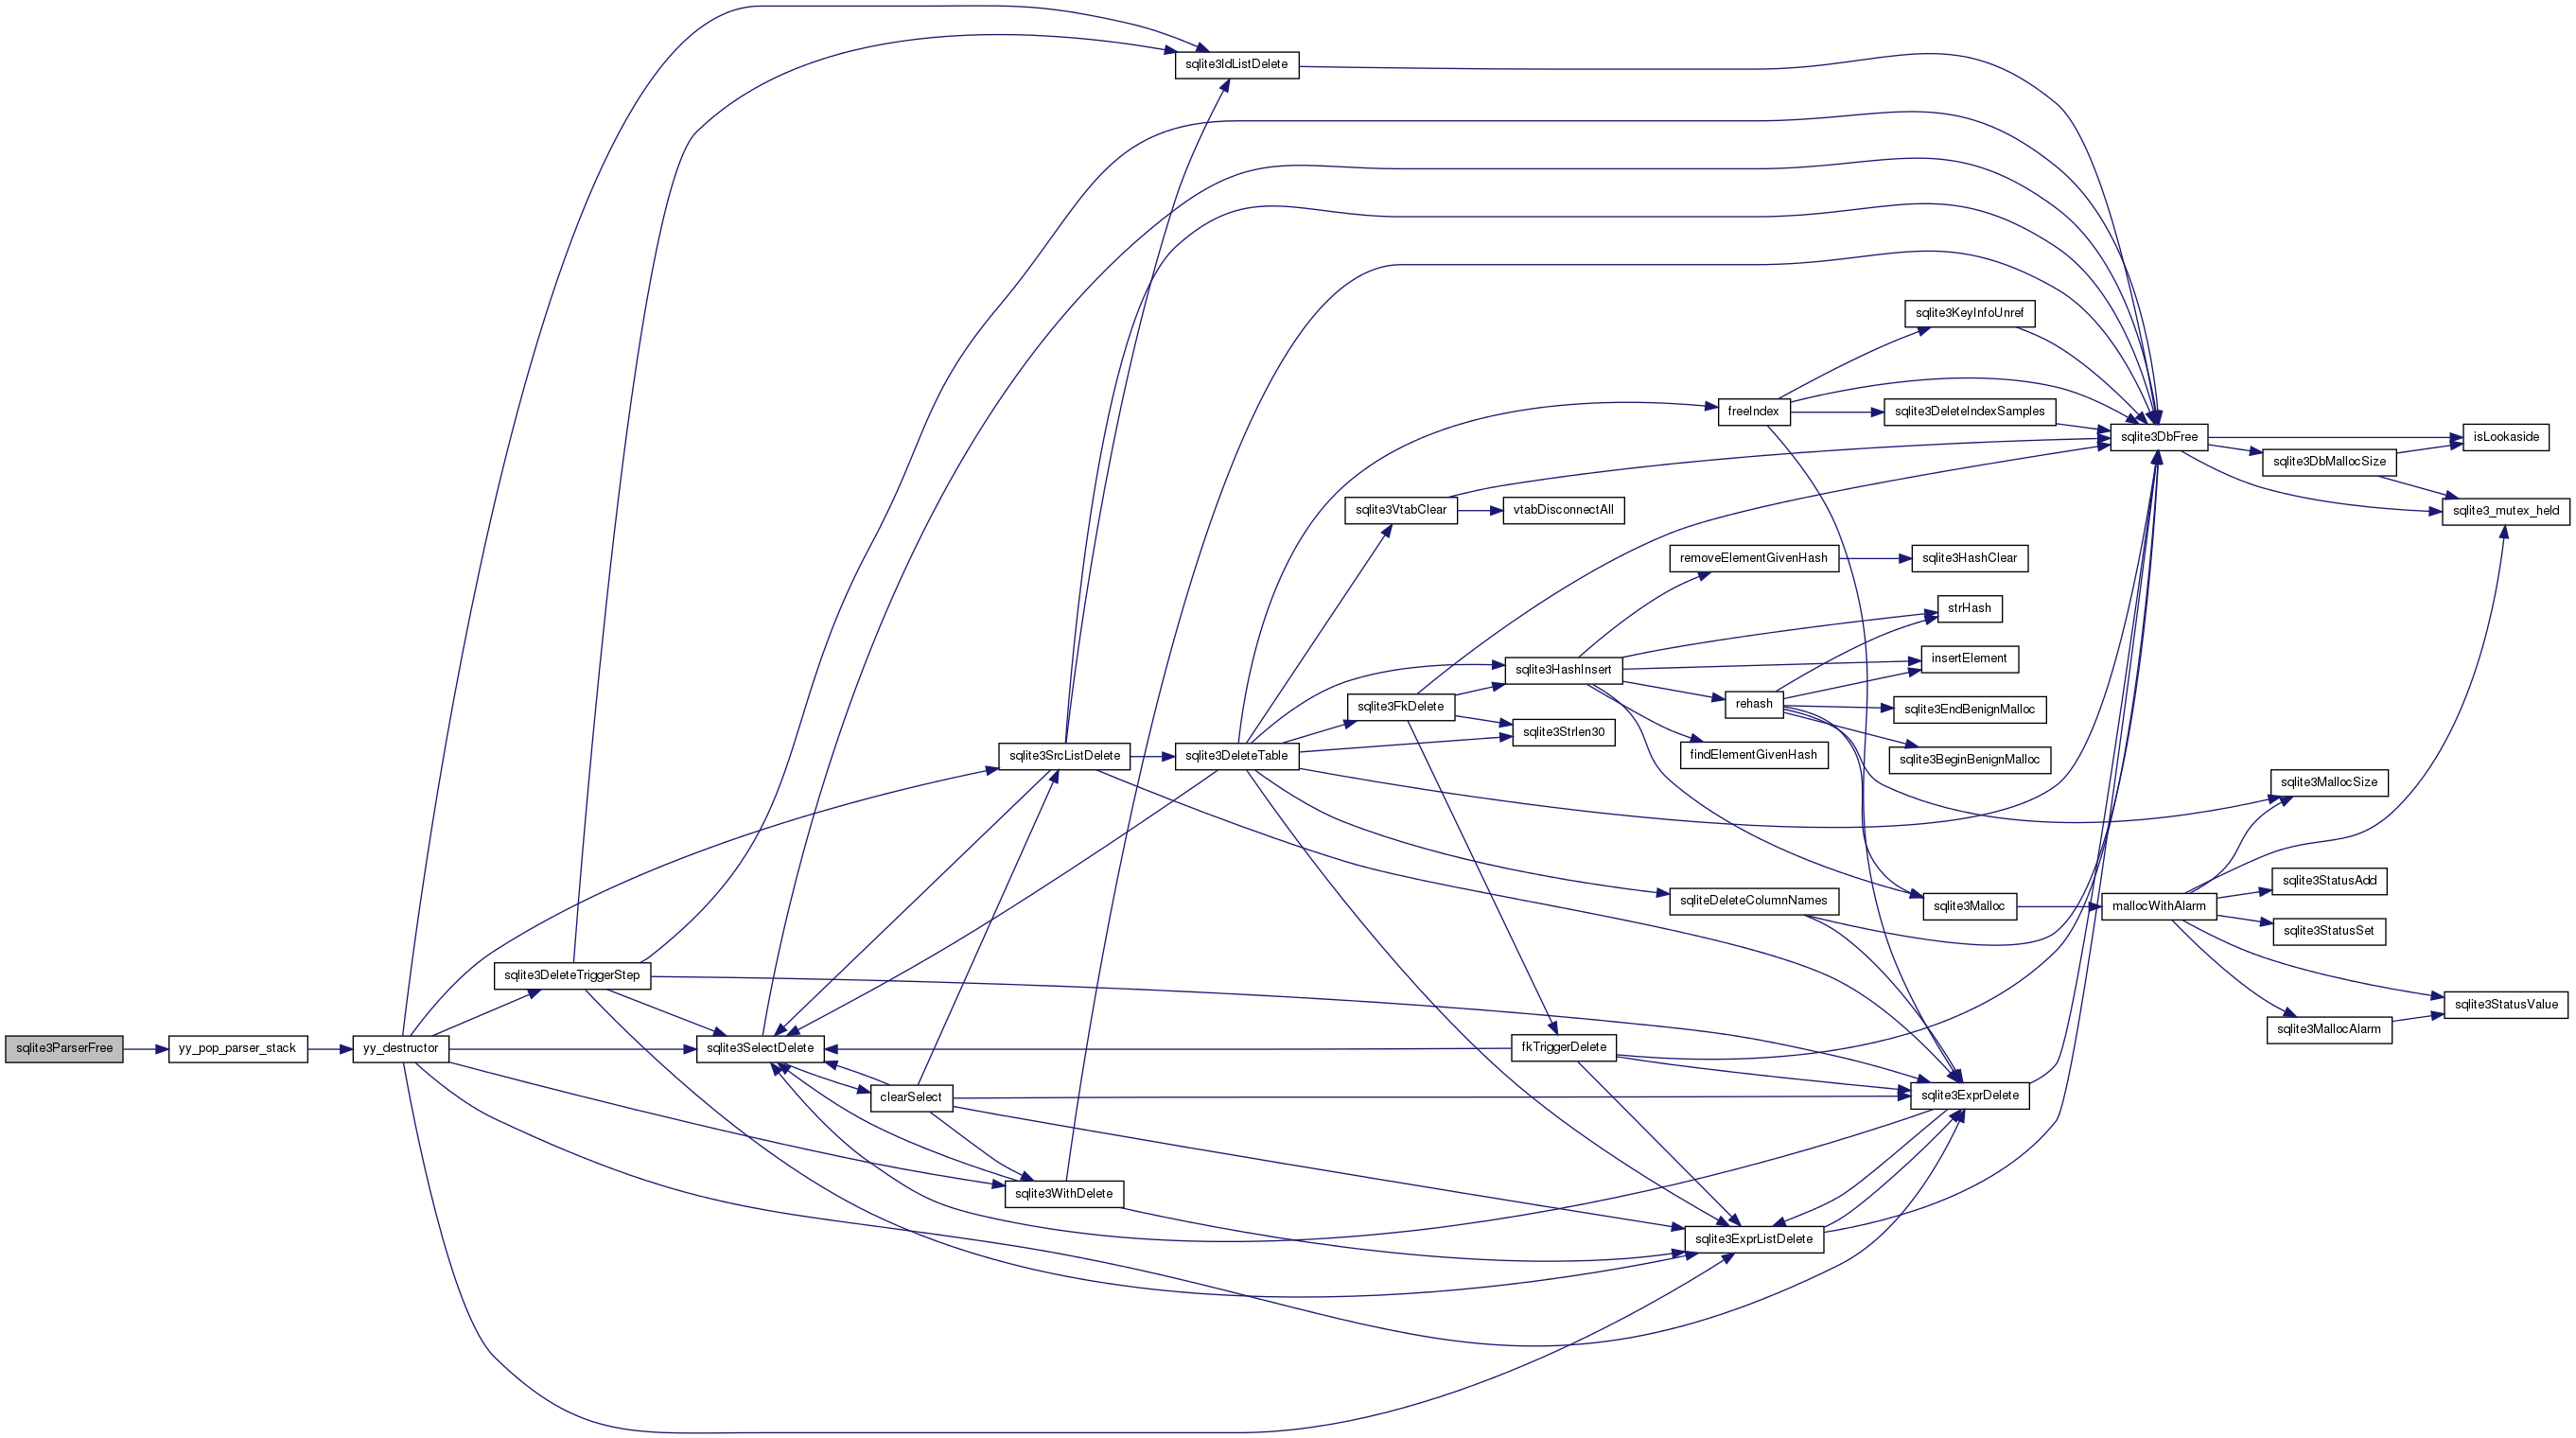 sqlite3IdListDelete
sqlite3KeyInfoUnref
freeIndex
sqlite3DeleteIndexSamples
sqlite3DbFree
isLookaside
sqlite3DbMallocSize
sqlite3VtabClear
vtabDisconnectAll
sqlite3_mutex_held
removeElementGivenHash
sqlite3HashClear
strHash
sqlite3HashInsert
insertElement
sqlite3FkDelete
rehash
sqlite3EndBenignMalloc
sqlite3Strlen30
sqlite3SrcListDelete
sqlite3DeleteTable
findElementGivenHash
sqlite3BeginBenignMalloc
sqlite3MallocSize
sqlite3StatusAdd
sqliteDeleteColumnNames
sqlite3Malloc
mallocWithAlarm
sqlite3StatusSet
sqlite3DeleteTriggerStep
sqlite3StatusValue
sqlite3MallocAlarm
sqlite3ParserFree
yy_pop_parser_stack
yy_destructor
sqlite3SelectDelete
fkTriggerDelete
clearSelect
sqlite3ExprDelete
sqlite3WithDelete
sqlite3ExprListDelete